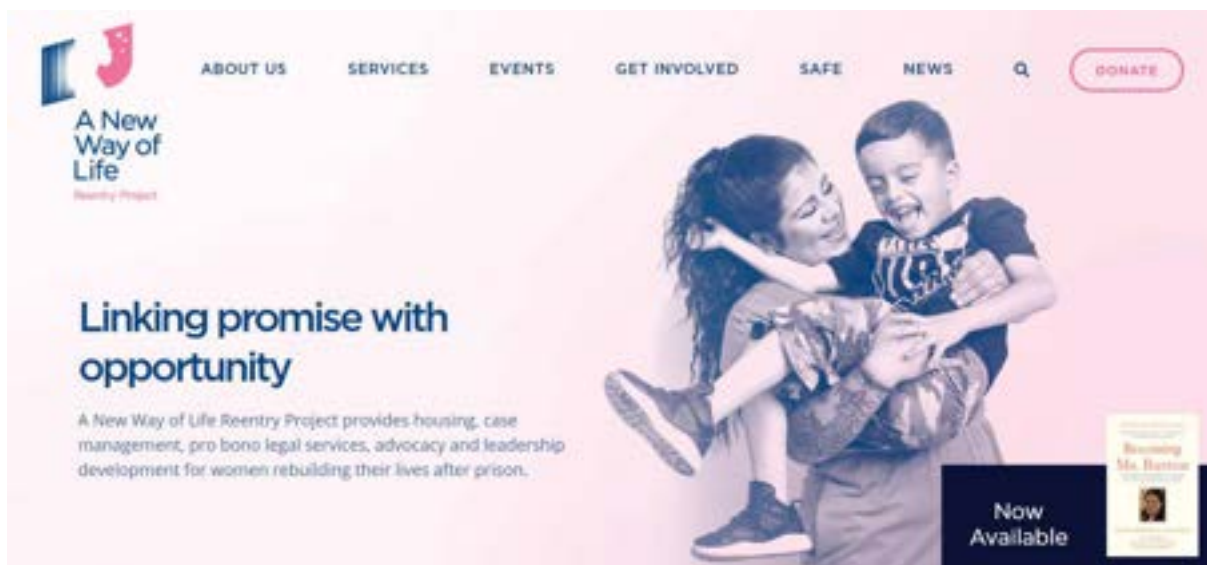 A New
Way of
Life
Reentry Project
ABOUT US
SERVICES
EVENTS
GET INVOLVED
SAFE
NEWS
DONATE
Linking promise with
opportunity
A New Way of Life Reentry Project provides housing, case
management, pro bono legal services, advocacy and leadership
development for women rebuilding their lives after prison.
Now
Available
Becoming
Ms. Burton